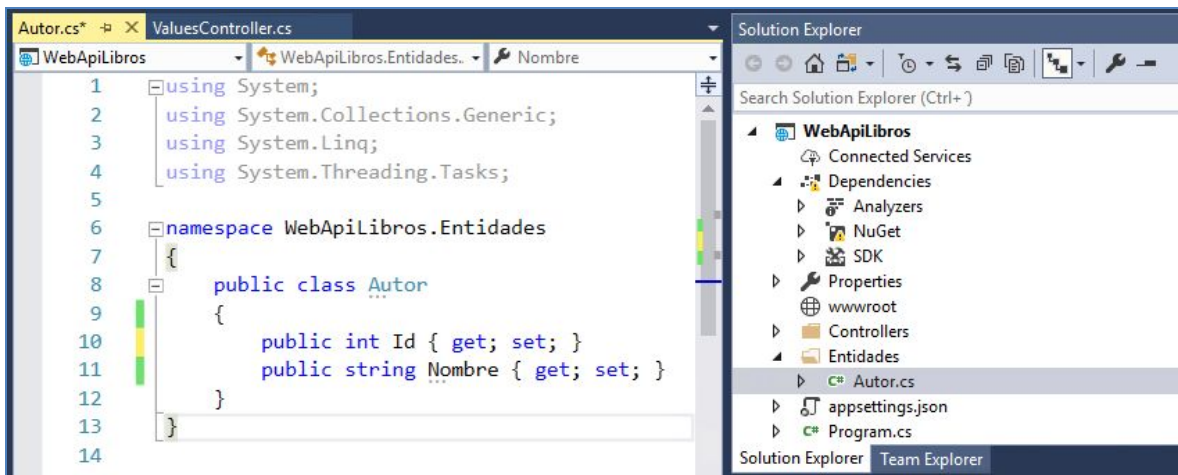 Autor.cs* ValuesController.cs
WebApiLibros WebApiLibros.Entidades. Nombre
1 using System;
2 using System.Collections.Generic;
3 using System.Linq;
4 using System.Threading.Tasks;
5
6 namespace WebApiLibros.Entidades
7 {
8 public class Autor
9 {
10 public int Id { get; set; }
11 public string Nombre { get; set; }
12 }
13 }
14
Solution Explorer
Search Solution Explorer (Ctrl+´)
WebApiLibros
Connected Services
Dependencies
Analyzers
NuGet
SDK
Properties
wwwroot
Controllers
Entidades
C# Autor.cs
appsettings.json
C# Program.cs
Solution Explorer Team Explorer